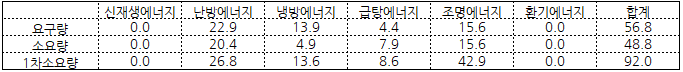 신재생에너지 난방에너지 냉방에너지 급탕에너지 조명에너지 환기에너지 합계
요구량 0.0 22.9 13.9 4.4 15.6 0.0 56.8
소요량 0.0 20.4 4.9 7.9 15.6 0.0 48.8
1차소요량 0.0 26.8 13.6 8.6 42.9 0.0 92.0